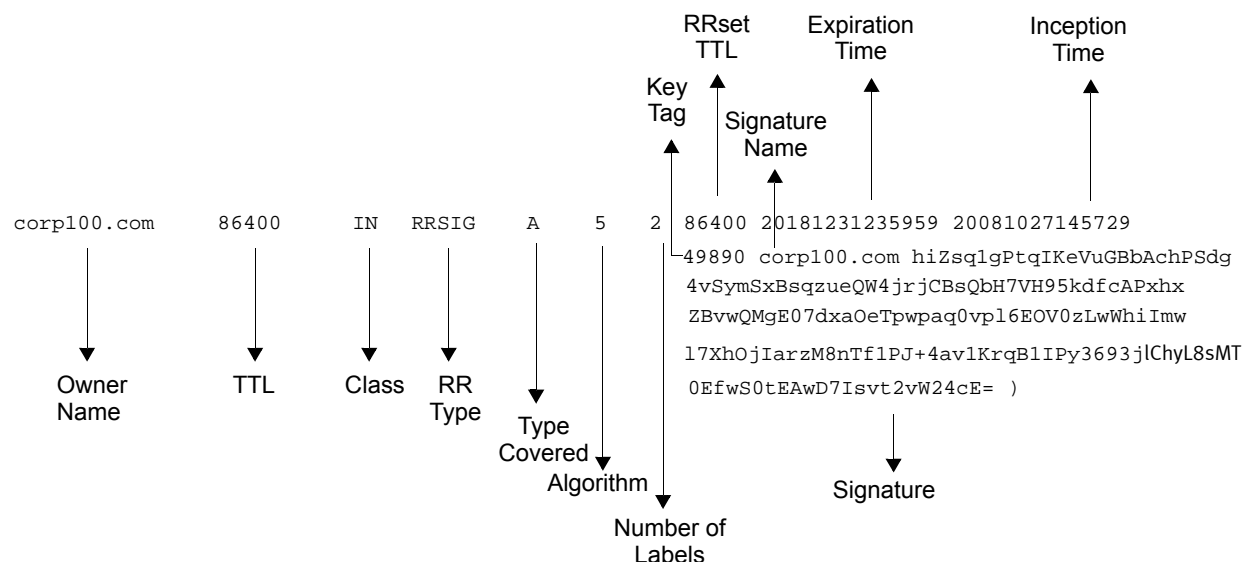 RRset
TTL
Expiration
Time
Inception
Time
Key
Tag
Signature
Name
corp100.com 86400 IN RRSIG A 5 2 86400 20181231235959 20081027145729
49890 corp100.com hiZsq1gPtqIKeVuGBbAchPSdg
4vSymSxBsqzueQW4jrjCBsQbH7VH95kdfcAPxhx
ZBvwQMgE07dxaOeTpwpaq0vpl6EOV0zLwWhiImw
l7XhOjIarzM8nTf1PJ+4av1KrqB1IPy3693jlChyL8sMT
0EfwS0tEAwD7Isvt2vW24cE= )
Owner
Name
TTL
Class
RR
Type
Type
Covered
Algorithm
Number of
Labels
Signature